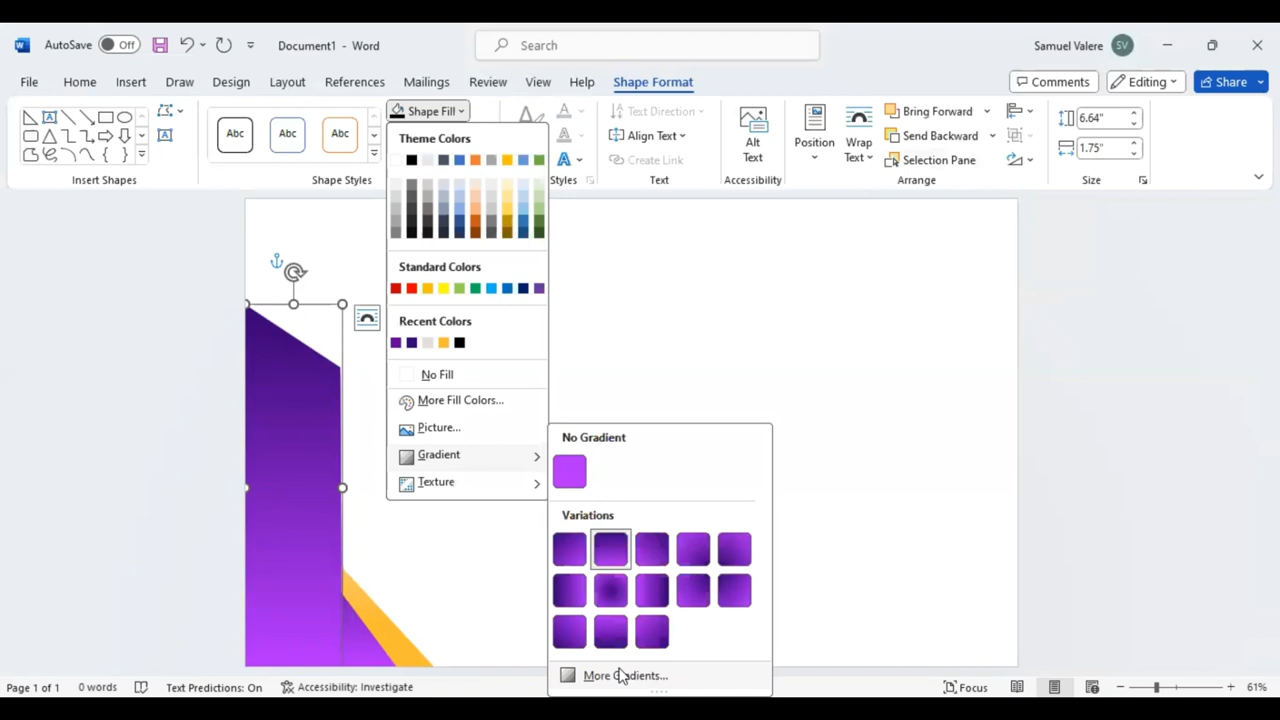 AutoSave Off Document1 - Word Search Samuel Valere SV
File Home Insert Draw Design Layout References Mailings Review View Help Shape Format Comments Editing Share
Shape Fill Text Direction Bring Forward 6.64"
Abc Abc Abc Align Text Alt Text Position Wrap Text Send Backward 1.75"
Create Link Selection Pane
Insert Shapes Shape Styles Styles Text Accessibility Arrange Size
Theme Colors
Standard Colors
Recent Colors
No Fill
More Fill Colors...
Picture...
Gradient
Texture
No Gradient
Variations
More Gradients...
Page 1 of 1 0 words Text Predictions: On Accessibility: Investigate Focus 61%